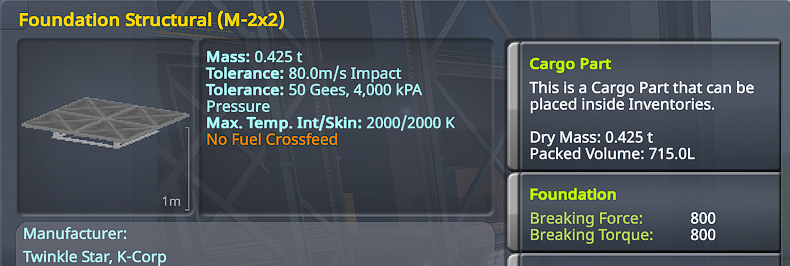 Foundation Structural (M-2x2)
Mass: 0.425 t
Tolerance: 80.0m/s Impact
Tolerance: 50 Gees, 4,000 kPA
Pressure
Max. Temp. Int/Skin: 2000/2000 K
No Fuel Crossfeed
1m
Manufacturer:
Twinkle Star, K-Corp
Cargo Part
This is a Cargo Part that can be
placed inside Inventories.
Dry Mass: 0.425 t
Packed Volume: 715.0L
Foundation
Breaking Force: 800
Breaking Torque: 800